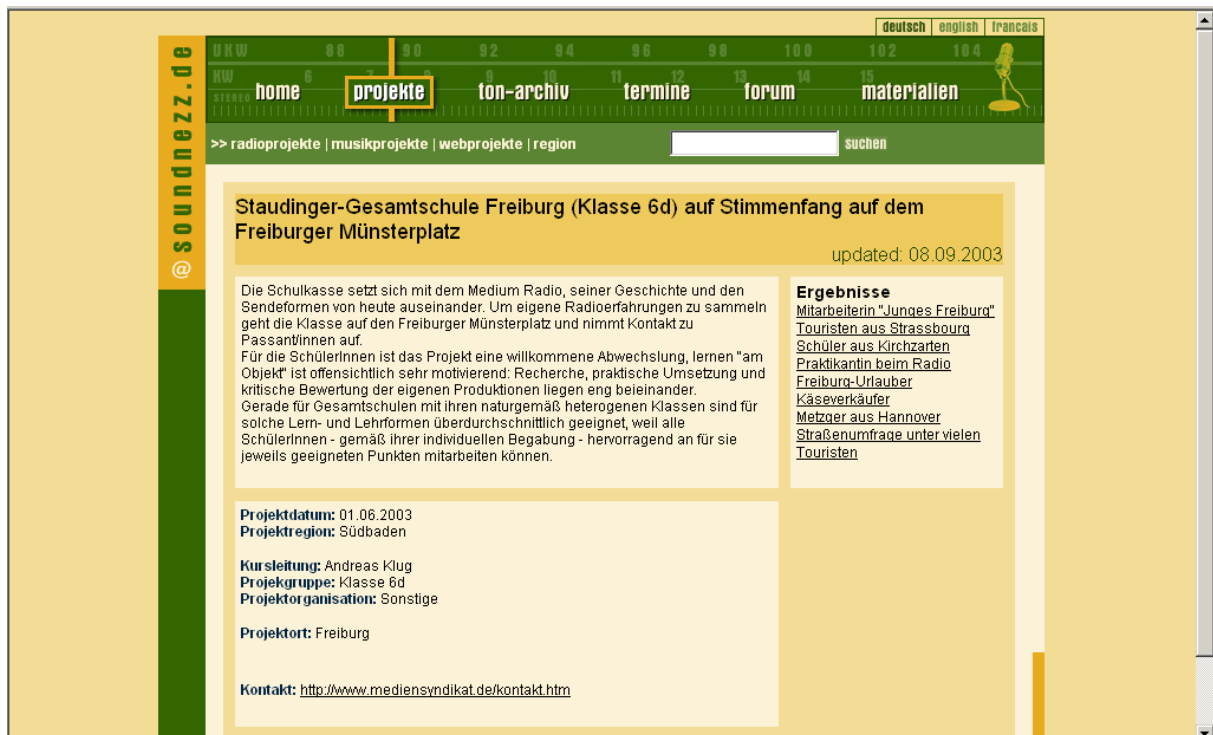 deutsch | english | francais
@soundnezz.de
UKW 88 90 92 94 96 98 100 102 104
KW 6 7 8 9 10 11 12 13 14 15
STEREO home projekte ton-archiv termine forum materialien
>> radioprojekte | musikprojekte | webprojekte | region
suchen
Staudinger-Gesamtschule Freiburg (Klasse 6d) auf Stimmenfang auf dem
Freiburger Münsterplatz
updated: 08.09.2003
Die Schulkasse setzt sich mit dem Medium Radio, seiner Geschichte und den
Sendeformen von heute auseinander. Um eigene Radioerfahrungen zu sammeln
geht die Klasse auf den Freiburger Münsterplatz und nimmt Kontakt zu
Passant/innen auf.
Für die SchülerInnen ist das Projekt eine willkommene Abwechslung, lernen "am
Objekt" ist offensichtlich sehr motivierend: Recherche, praktische Umsetzung und
kritische Bewertung der eigenen Produktionen liegen eng beieinander.
Gerade für Gesamtschulen mit ihren naturgemäß heterogenen Klassen sind für
solche Lern- und Lehrformen überdurchschnittlich geeignet, weil alle
SchülerInnen - gemäß ihrer individuellen Begabung - hervorragend an für sie
jeweils geeigneten Punkten mitarbeiten können.
Ergebnisse
Mitarbeiterin "Junges Freiburg"
Touristen aus Strassbourg
Schüler aus Kirchzarten
Praktikantin beim Radio
Freiburg-Urlauber
Käseverkäufer
Metzger aus Hannover
Straßenumfrage unter vielen
Touristen
Projektdatum: 01.06.2003
Projektregion: Südbaden
Kursleitung: Andreas Klug
Projekgruppe: Klasse 6d
Projektorganisation: Sonstige
Projektort: Freiburg
Kontakt: http://www.mediensyndikat.de/kontakt.htm